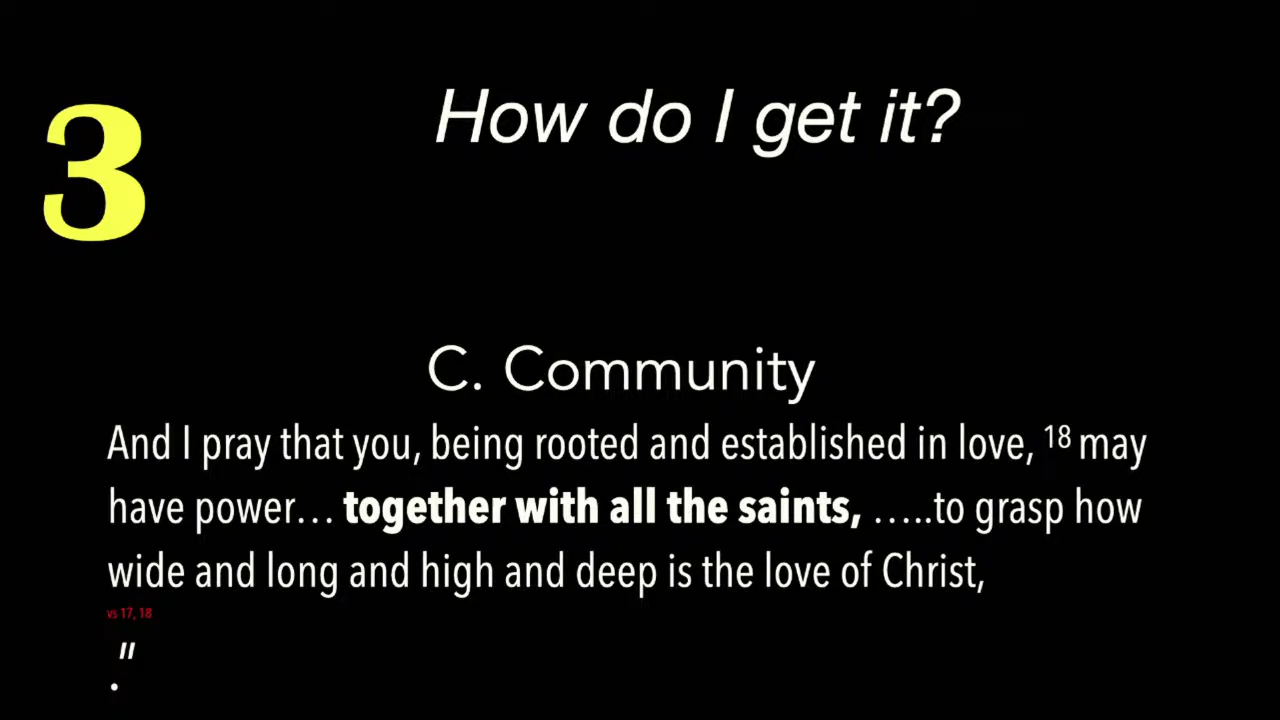 3
How do I get it?
C. Community
And I pray that you, being rooted and established in love, 18 may
have power… together with all the saints, …..to grasp how
wide and long and high and deep is the love of Christ,
vs 17, 18
."